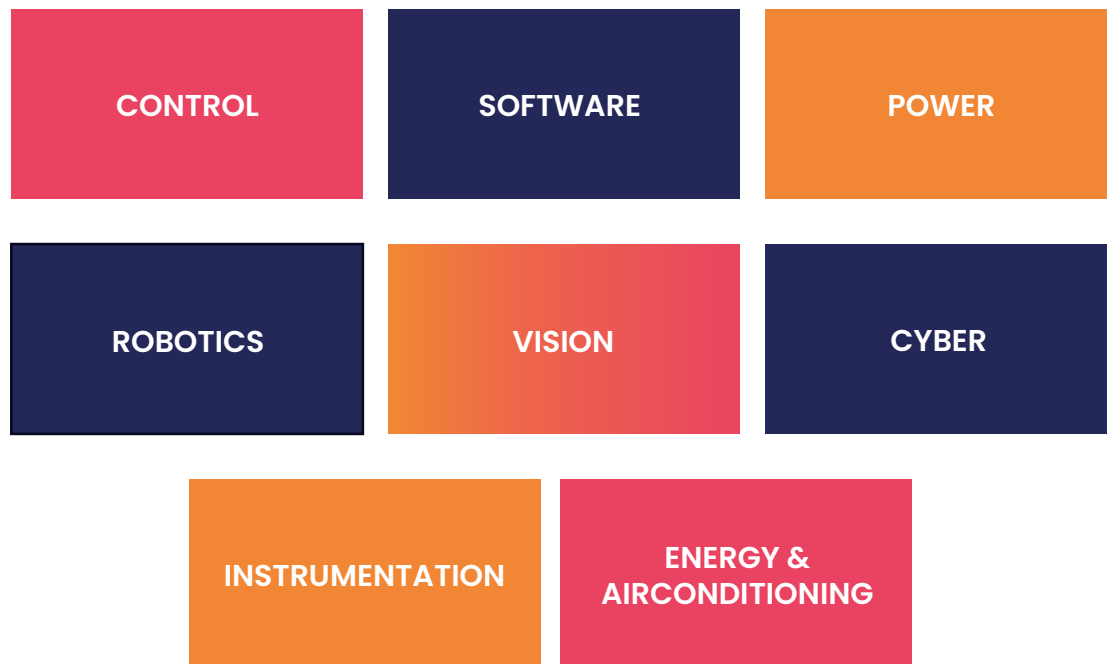 CONTROL
SOFTWARE
POWER
ROBOTICS
VISION
CYBER
INSTRUMENTATION
ENERGY &
AIRCONDITIONING